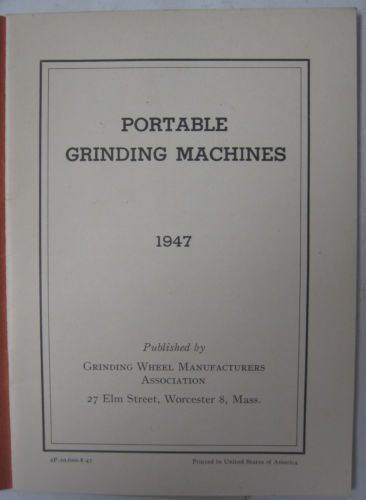 PORTABLE
GRINDING MACHINES
1947
Published by
GRINDING WHEEL MANUFACTURERS
ASSOCIATION
27 Elm Street, Worcester 8, Mass.
Printed in United States of America